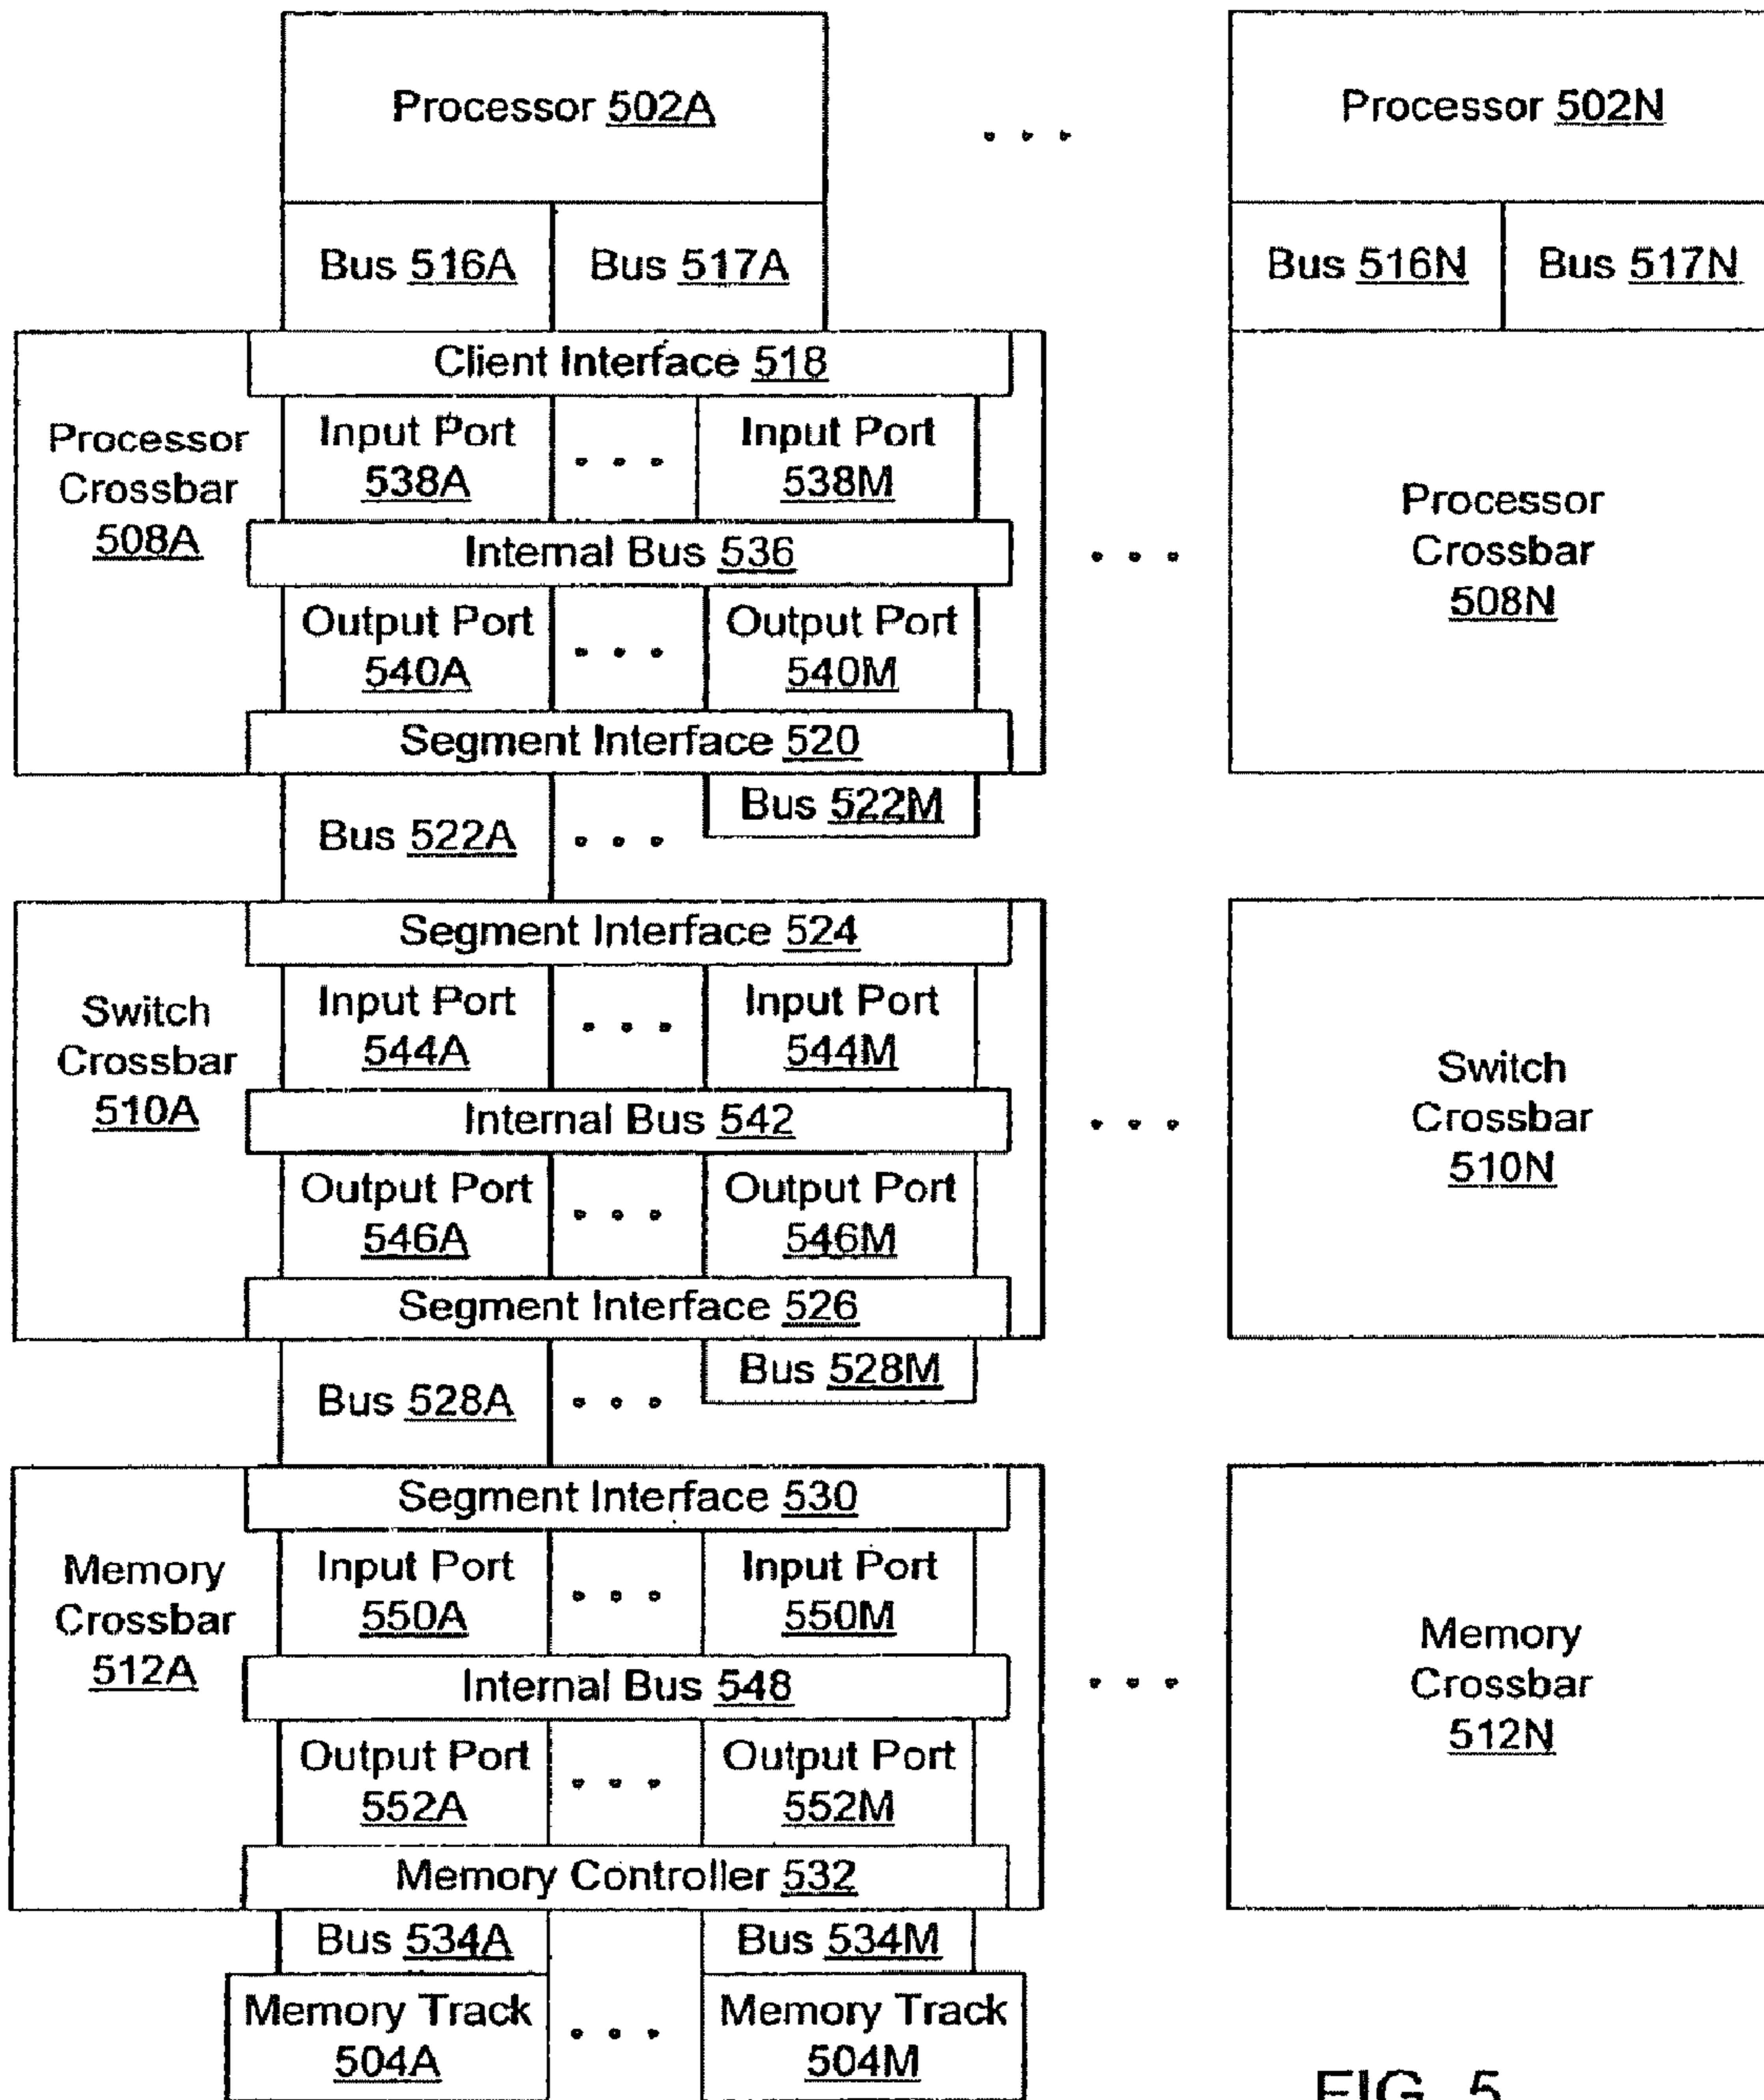 Processor 502A
Processor 502N
Bus 516A
Bus 517A
Bus 516N
Bus 517N
Client Interface 518
Processor
Crossbar
508A
Input Port
538A
Input Port
538M
Internal Bus 536
Output Port
540A
Output Port
540M
Segment Interface 520
Processor
Crossbar
508N
Bus 522A
Bus 522M
Segment Interface 524
Switch
Crossbar
510A
Input Port
544A
Input Port
544M
Internal Bus 542
Output Port
546A
Output Port
546M
Segment Interface 526
Switch
Crossbar
510N
Bus 528A
Bus 528M
Segment Interface 530
Memory
Crossbar
512A
Input Port
550A
Input Port
550M
Internal Bus 548
Output Port
552A
Output Port
552M
Memory Controller 532
Memory
Crossbar
512N
Bus 534A
Bus 534M
Memory Track
504A
Memory Track
504M
FIG. 5